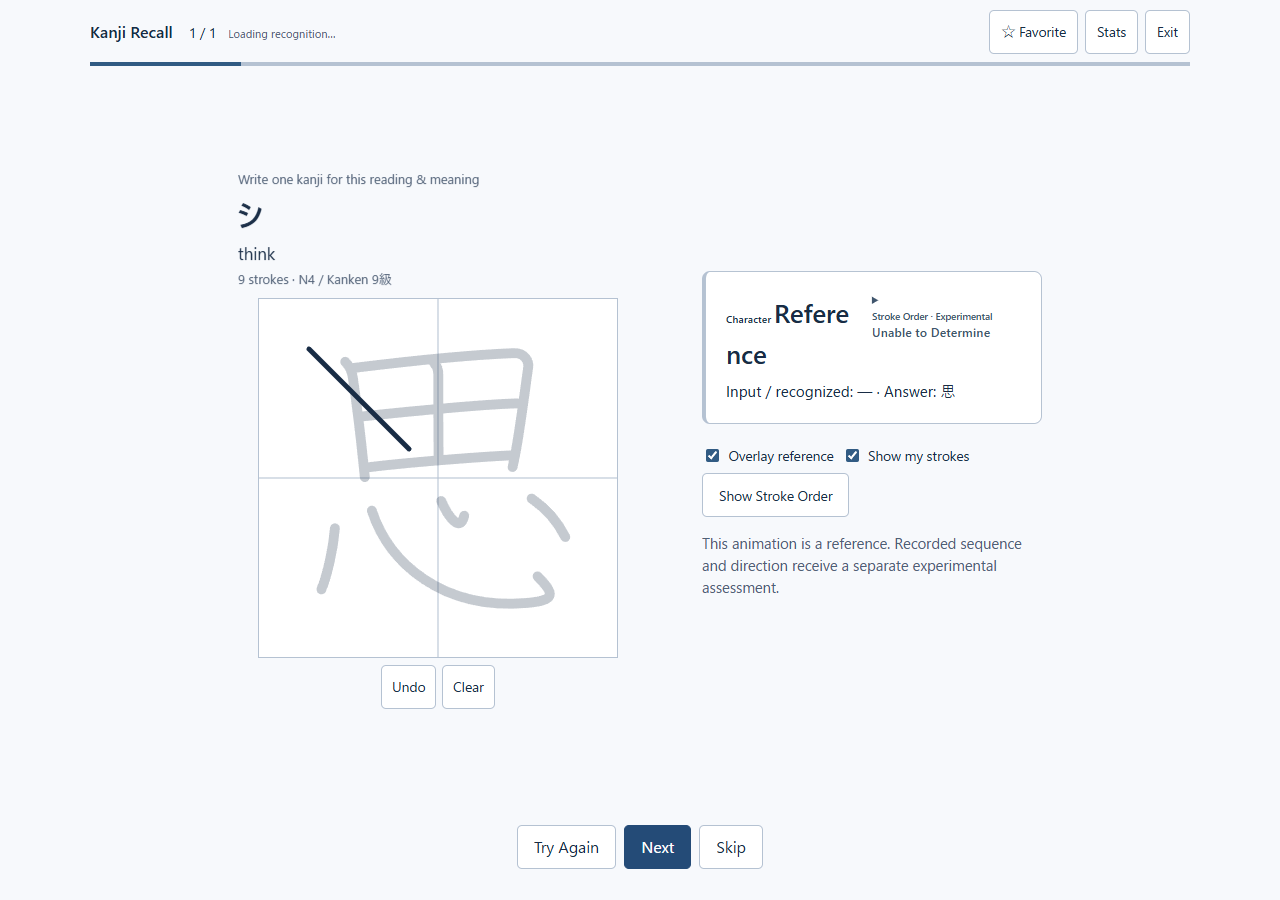 Kanji Recall 1 / 1 Loading recognition...
☆ Favorite Stats Exit
Write one kanji for this reading & meaning
シ
think
9 strokes · N4 / Kanken 9級
思
Undo Clear
Character Refere
nce
▸
Stroke Order · Experimental
Unable to Determine
Input / recognized: — · Answer: 思
Overlay reference Show my strokes
Show Stroke Order
This animation is a reference. Recorded sequence
and direction receive a separate experimental
assessment.
Try Again Next Skip